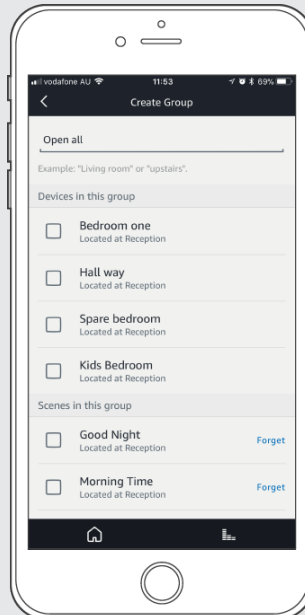 vodafone AU 11:53 69%
Create Group
Open all
Example: "Living room" or "upstairs".
Devices in this group
Bedroom one
Located at Reception
Hall way
Located at Reception
Spare bedroom
Located at Reception
Kids Bedroom
Located at Reception
Scenes in this group
Good Night
Located at Reception
Forget
Morning Time
Located at Reception
Forget